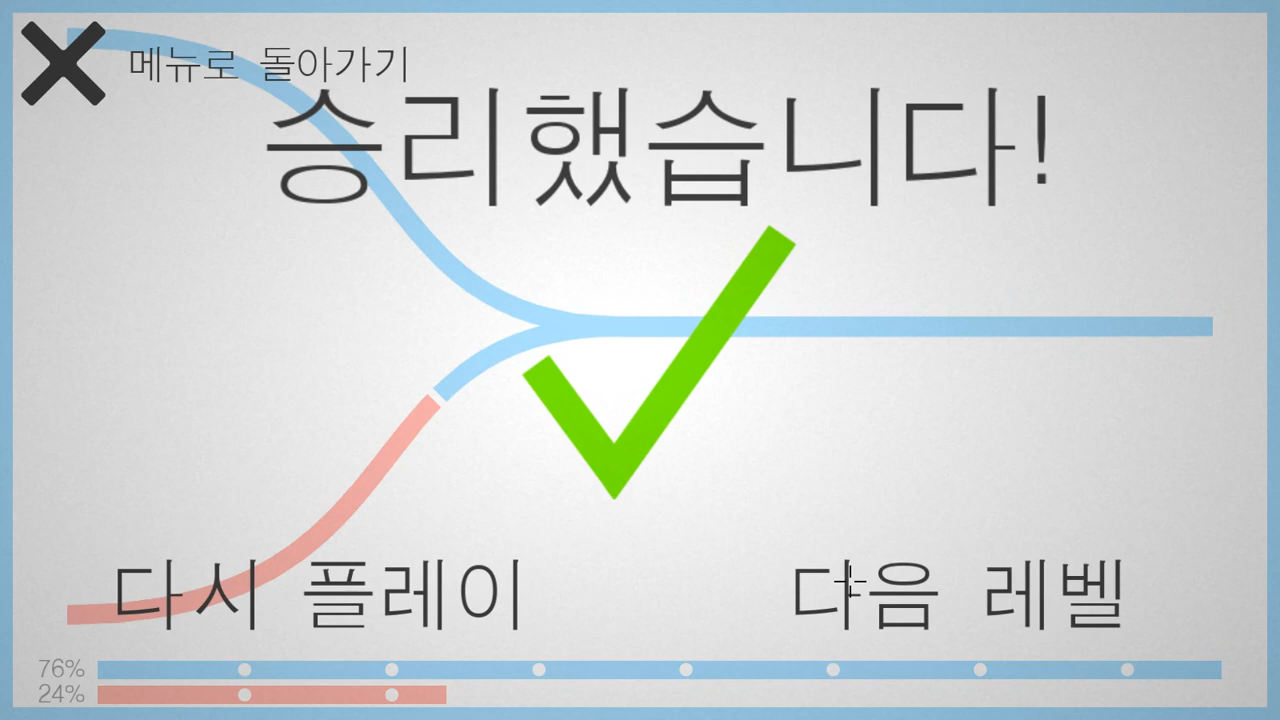 메뉴로 돌아가기
승리했습니다!
다시 플레이
다음 레벨
76%
24%